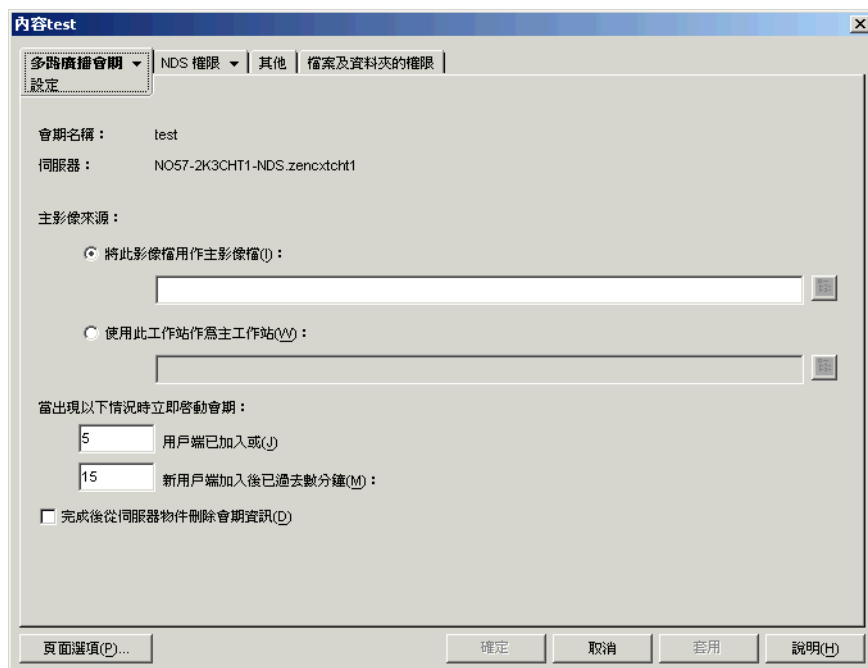 內容test
多路廣播會期 NDS 權限 其他 檔案及資料夾的權限
設定
會期名稱： test
伺服器： NO57-2K3CHT1-NDS.zencxtcht1
主影像來源：
將此影像檔用作主影像檔(I)：
使用此工作站作為主工作站(W)：
當出現以下情況時立即啓動會期：
5 用戶端已加入或(J)
15 新用戶端加入後已過去數分鐘(M)：
完成後從伺服器物件刪除會期資訊(D)
頁面選項(P)... 確定 取消 套用 說明(H)